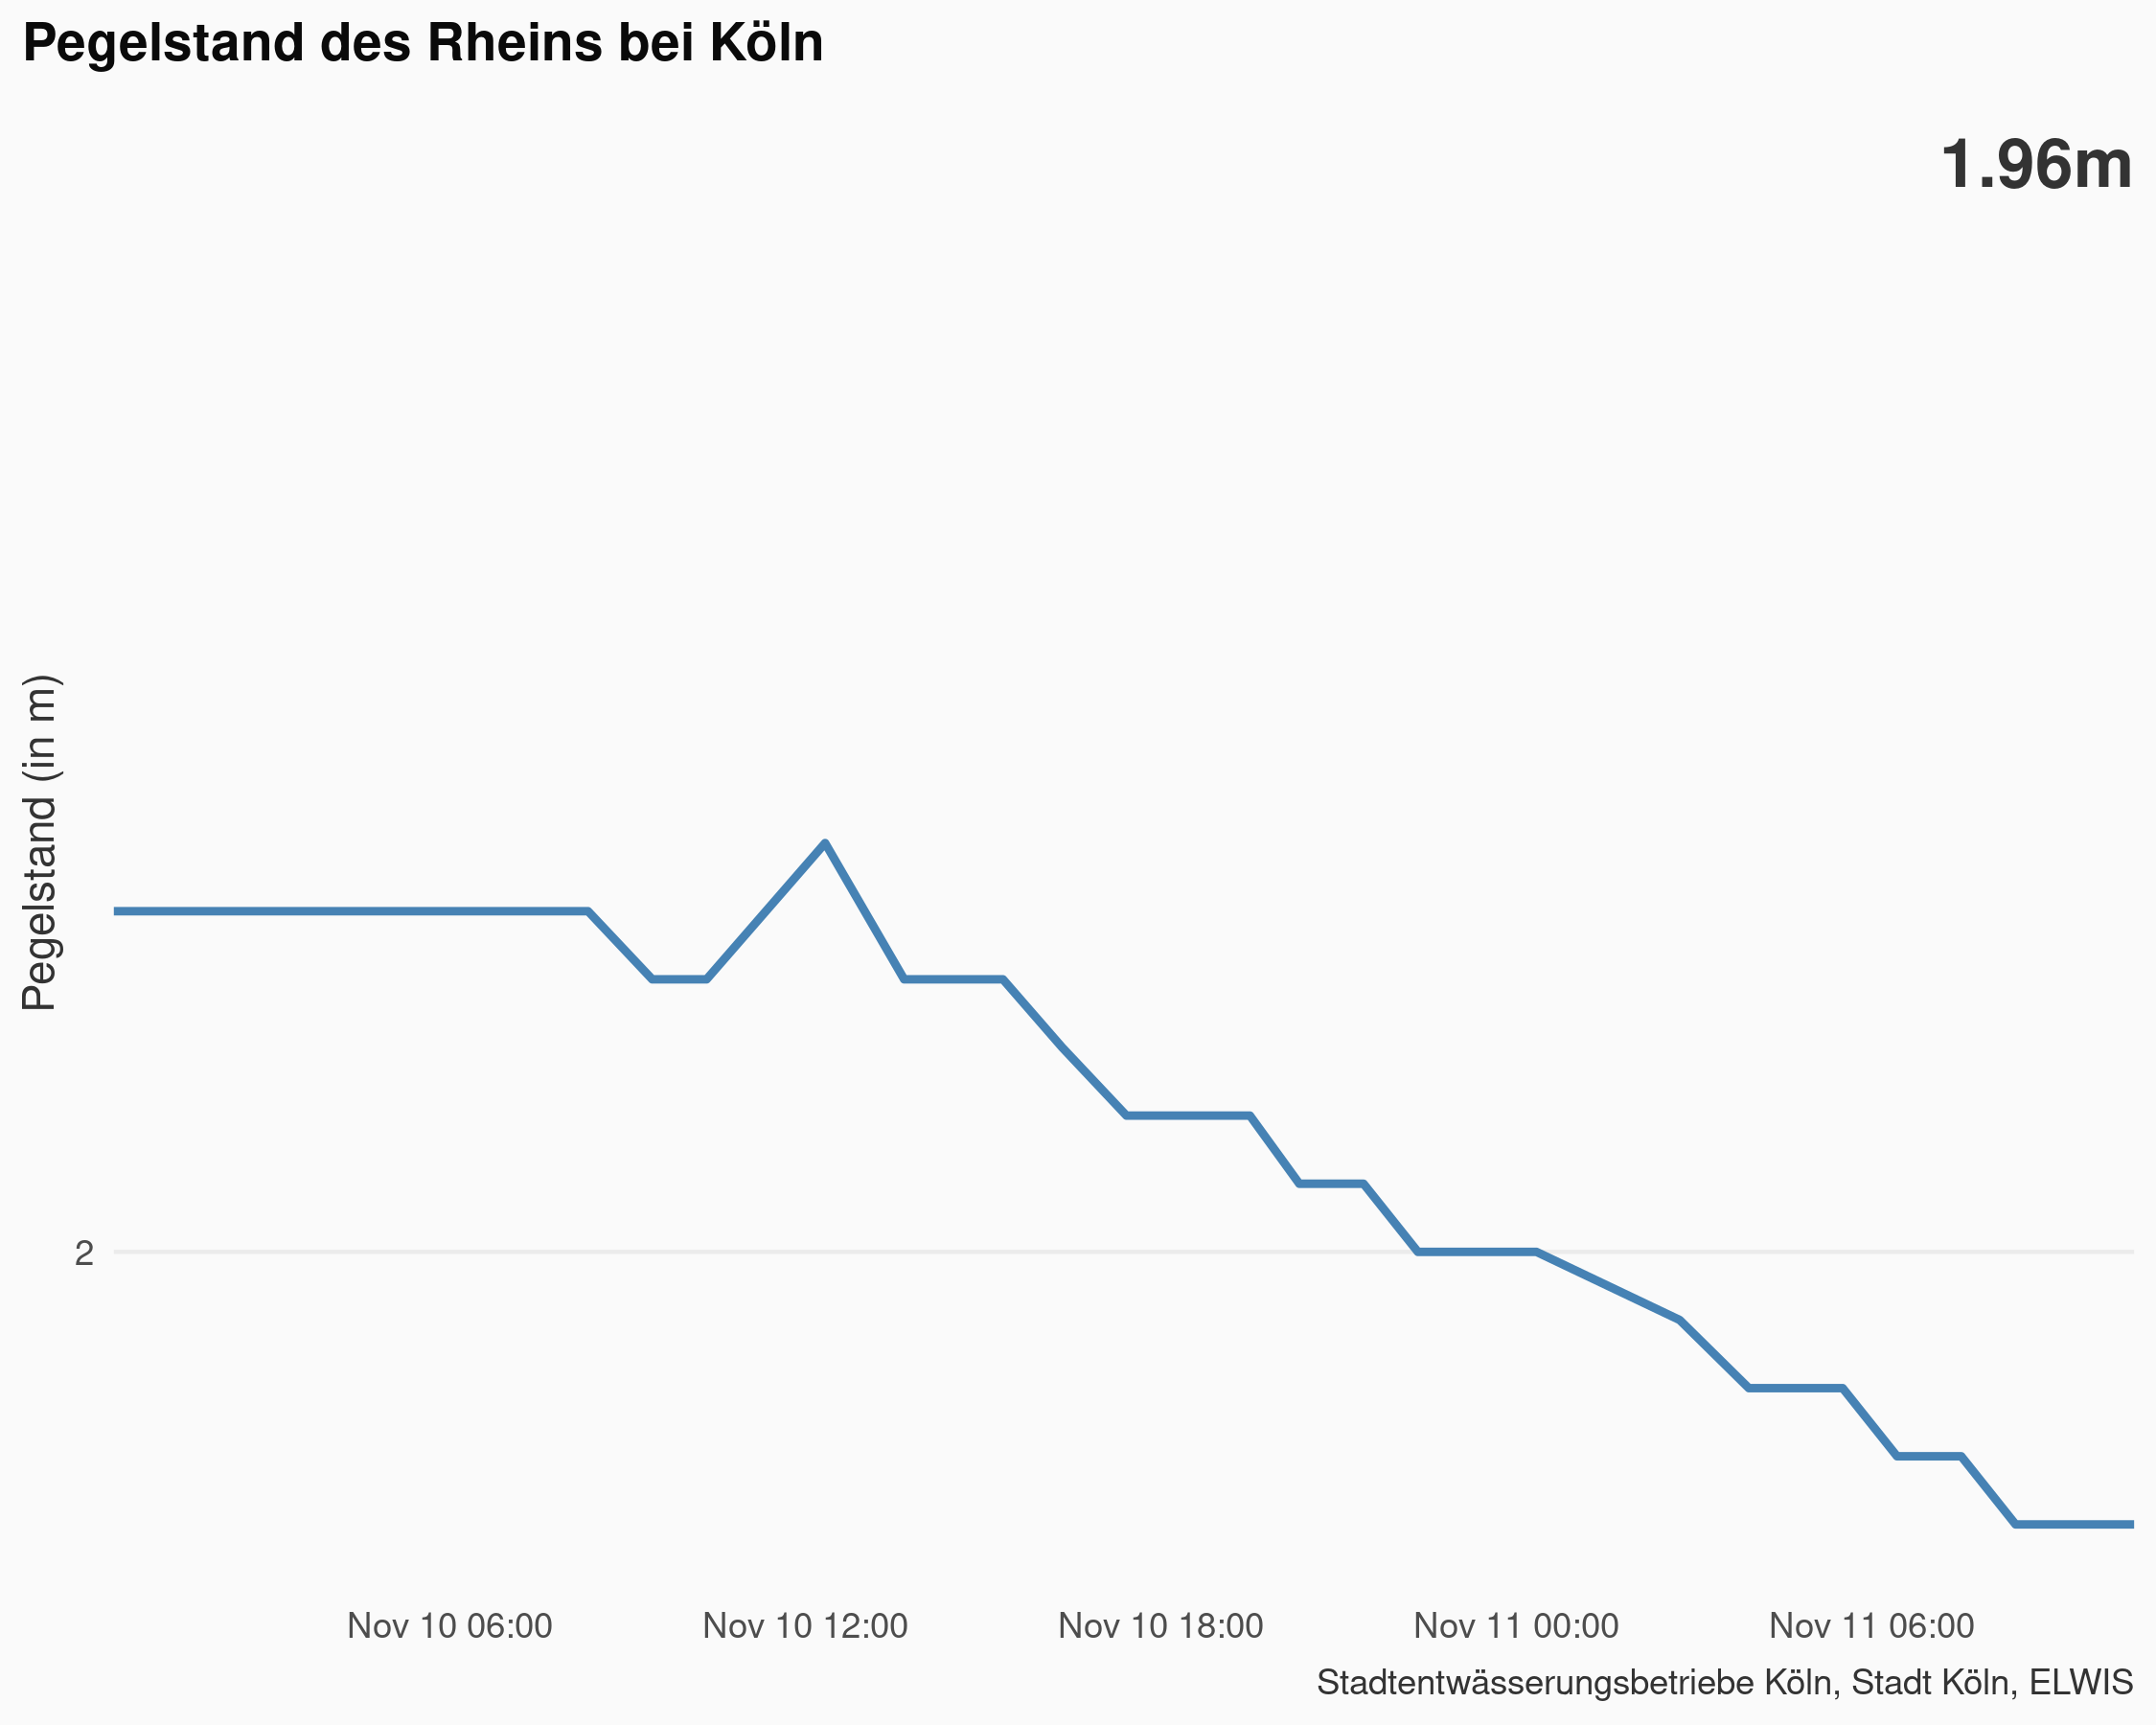 Pegelstand des Rheins bei Köln
1.96m
Pegelstand (in m)
2
Nov 10 06:00
Nov 10 12:00
Nov 10 18:00
Nov 11 00:00
Nov 11 06:00
Stadtentwässerungsbetriebe Köln, Stadt Köln, ELWIS